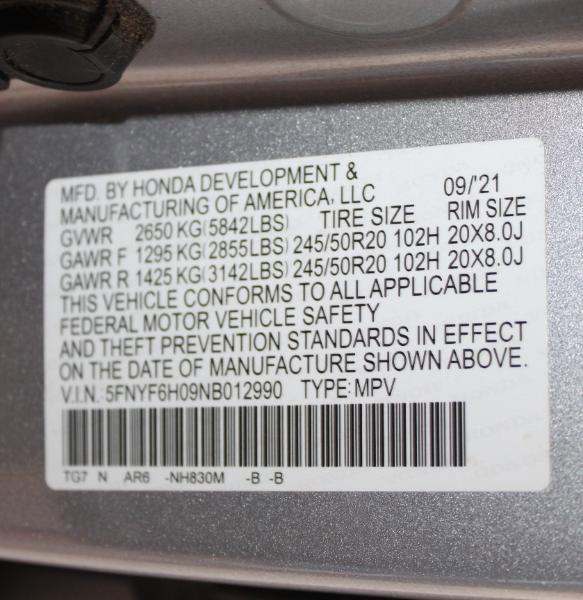 MFD. BY HONDA DEVELOPMENT &
MANUFACTURING OF AMERICA, LLC 09/'21
GVWR 2650 KG(5842LBS) TIRE SIZE RIM SIZE
GAWR F 1295 KG(2855LBS) 245/50R20 102H 20X8.0J
GAWR R 1425 KG(3142LBS) 245/50R20 102H 20X8.0J
THIS VEHICLE CONFORMS TO ALL APPLICABLE
FEDERAL MOTOR VEHICLE SAFETY
AND THEFT PREVENTION STANDARDS IN EFFECT
ON THE DATE OF MANUFACTURE SHOWN ABOVE.
V.I.N.: 5FNYF6H09NB012990 TYPE: MPV
TG7 N AR6 -NH830M -B -B